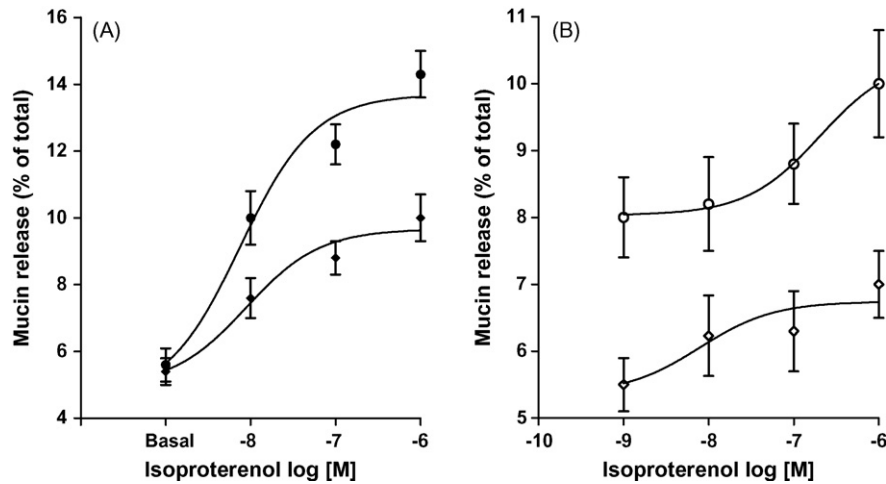 (A)
Mucin release (% of total)
16
14
12
10
8
6
4
Basal -8 -7 -6
Isoproterenol log [M]
(B)
Mucin release (% of total)
11
10
9
8
7
6
5
-10 -9 -8 -7 -6
Isoproterenol log [M]